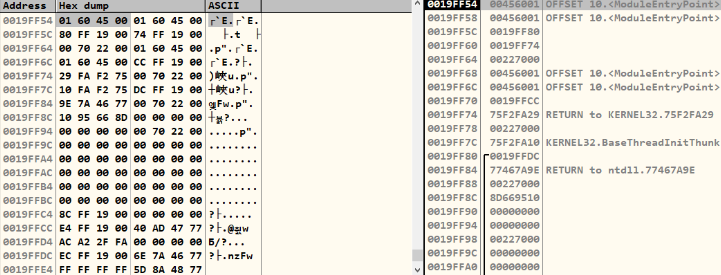 Address Hex dump ASCII
0019FF54 01 60 45 00 01 60 45 00 ┌`E.┌`E. 0019FF54 00456001 OFFSET 10.<ModuleEntryPoint>
0019FF5C 80 FF 19 00 74 FF 19 00 0019FF58 00456001 OFFSET 10.<ModuleEntryPoint>
0019FF64 00 70 22 00 01 60 45 00 .p".┌`E. 0019FF5C 0019FF80
0019FF6C 01 60 45 00 CC FF 19 00 ┌`E.?├. 0019FF60 0019FF74
0019FF74 29 FA F2 75 00 70 22 00 0019FF64 00227000
0019FF7C 10 FA F2 75 DC FF 19 00 0019FF68 00456001 OFFSET 10.<ModuleEntryPoint>
0019FF84 9E 7A 46 77 00 70 22 00 0019FF6C 00456001 OFFSET 10.<ModuleEntryPoint>
0019FF8C 10 95 66 8D 00 00 00 00 0019FF70 0019FFCC
0019FF94 00 00 00 00 00 70 22 00 .....p". 0019FF74 75F2FA29 RETURN to KERNEL32.75F2FA29
0019FF9C 00 00 00 00 00 00 00 00 ........ 0019FF78 00227000
0019FFA4 00 00 00 00 00 00 00 00 ........ 0019FF7C 75F2FA10 KERNEL32.BaseThreadInitThunk
0019FFAC 00 00 00 00 00 00 00 00 ........ 0019FF80 0019FFDC
0019FFB4 00 00 00 00 00 00 00 00 ........ 0019FF84 77467A9E RETURN to ntdll.77467A9E
0019FFBC 00 00 00 00 00 00 00 00 ........ 0019FF88 00227000
0019FFC4 8C FF 19 00 00 00 00 00 ?├..... 0019FF8C 8D669510
0019FFCC E4 FF 19 00 40 AD 47 77 0019FF90 00000000
0019FFD4 AC A2 2F FA 00 00 00 00 0019FF94 00000000
0019FFDC EC FF 19 00 6E 7A 46 77 ?├.nzFw 0019FF98 00227000
0019FFE4 FF FF FF FF 5D 8A 48 77 0019FF9C 00000000
0019FFA0 00000000